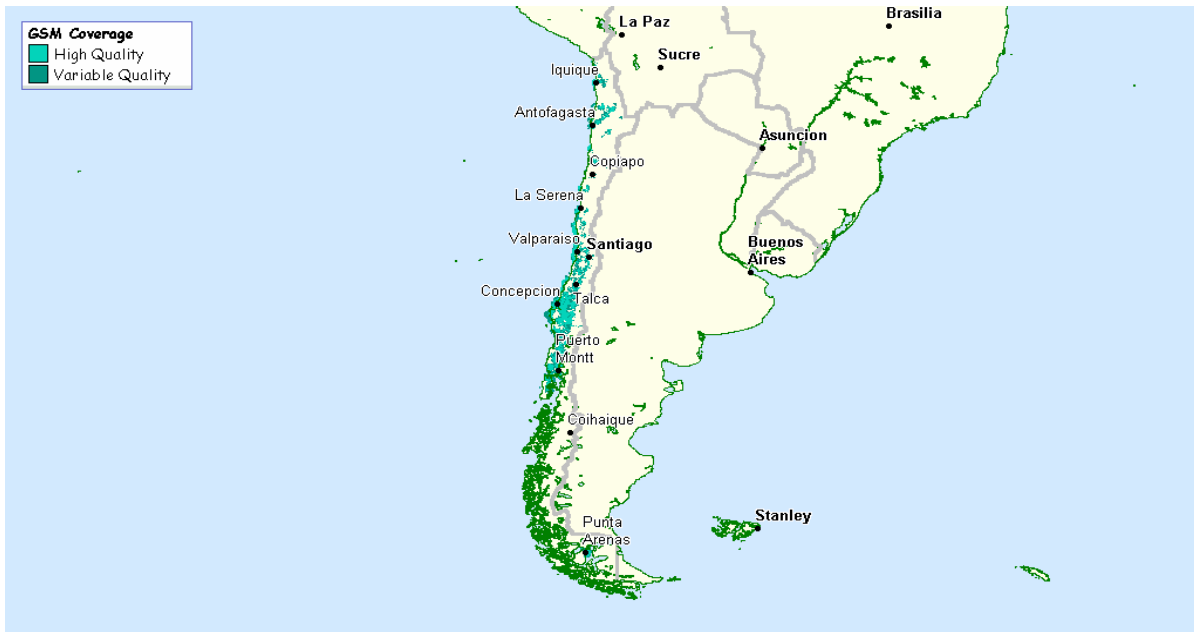 GSM Coverage
High Quality
Variable Quality
La Paz
Brasilia
Sucre
Iquique
Antofagasta
Asuncion
Copiapo
La Serena
Valparaiso
Santiago
Buenos
Aires
Concepcion
Talca
Puerto
Montt
Coihaique
Punta
Arenas
Stanley